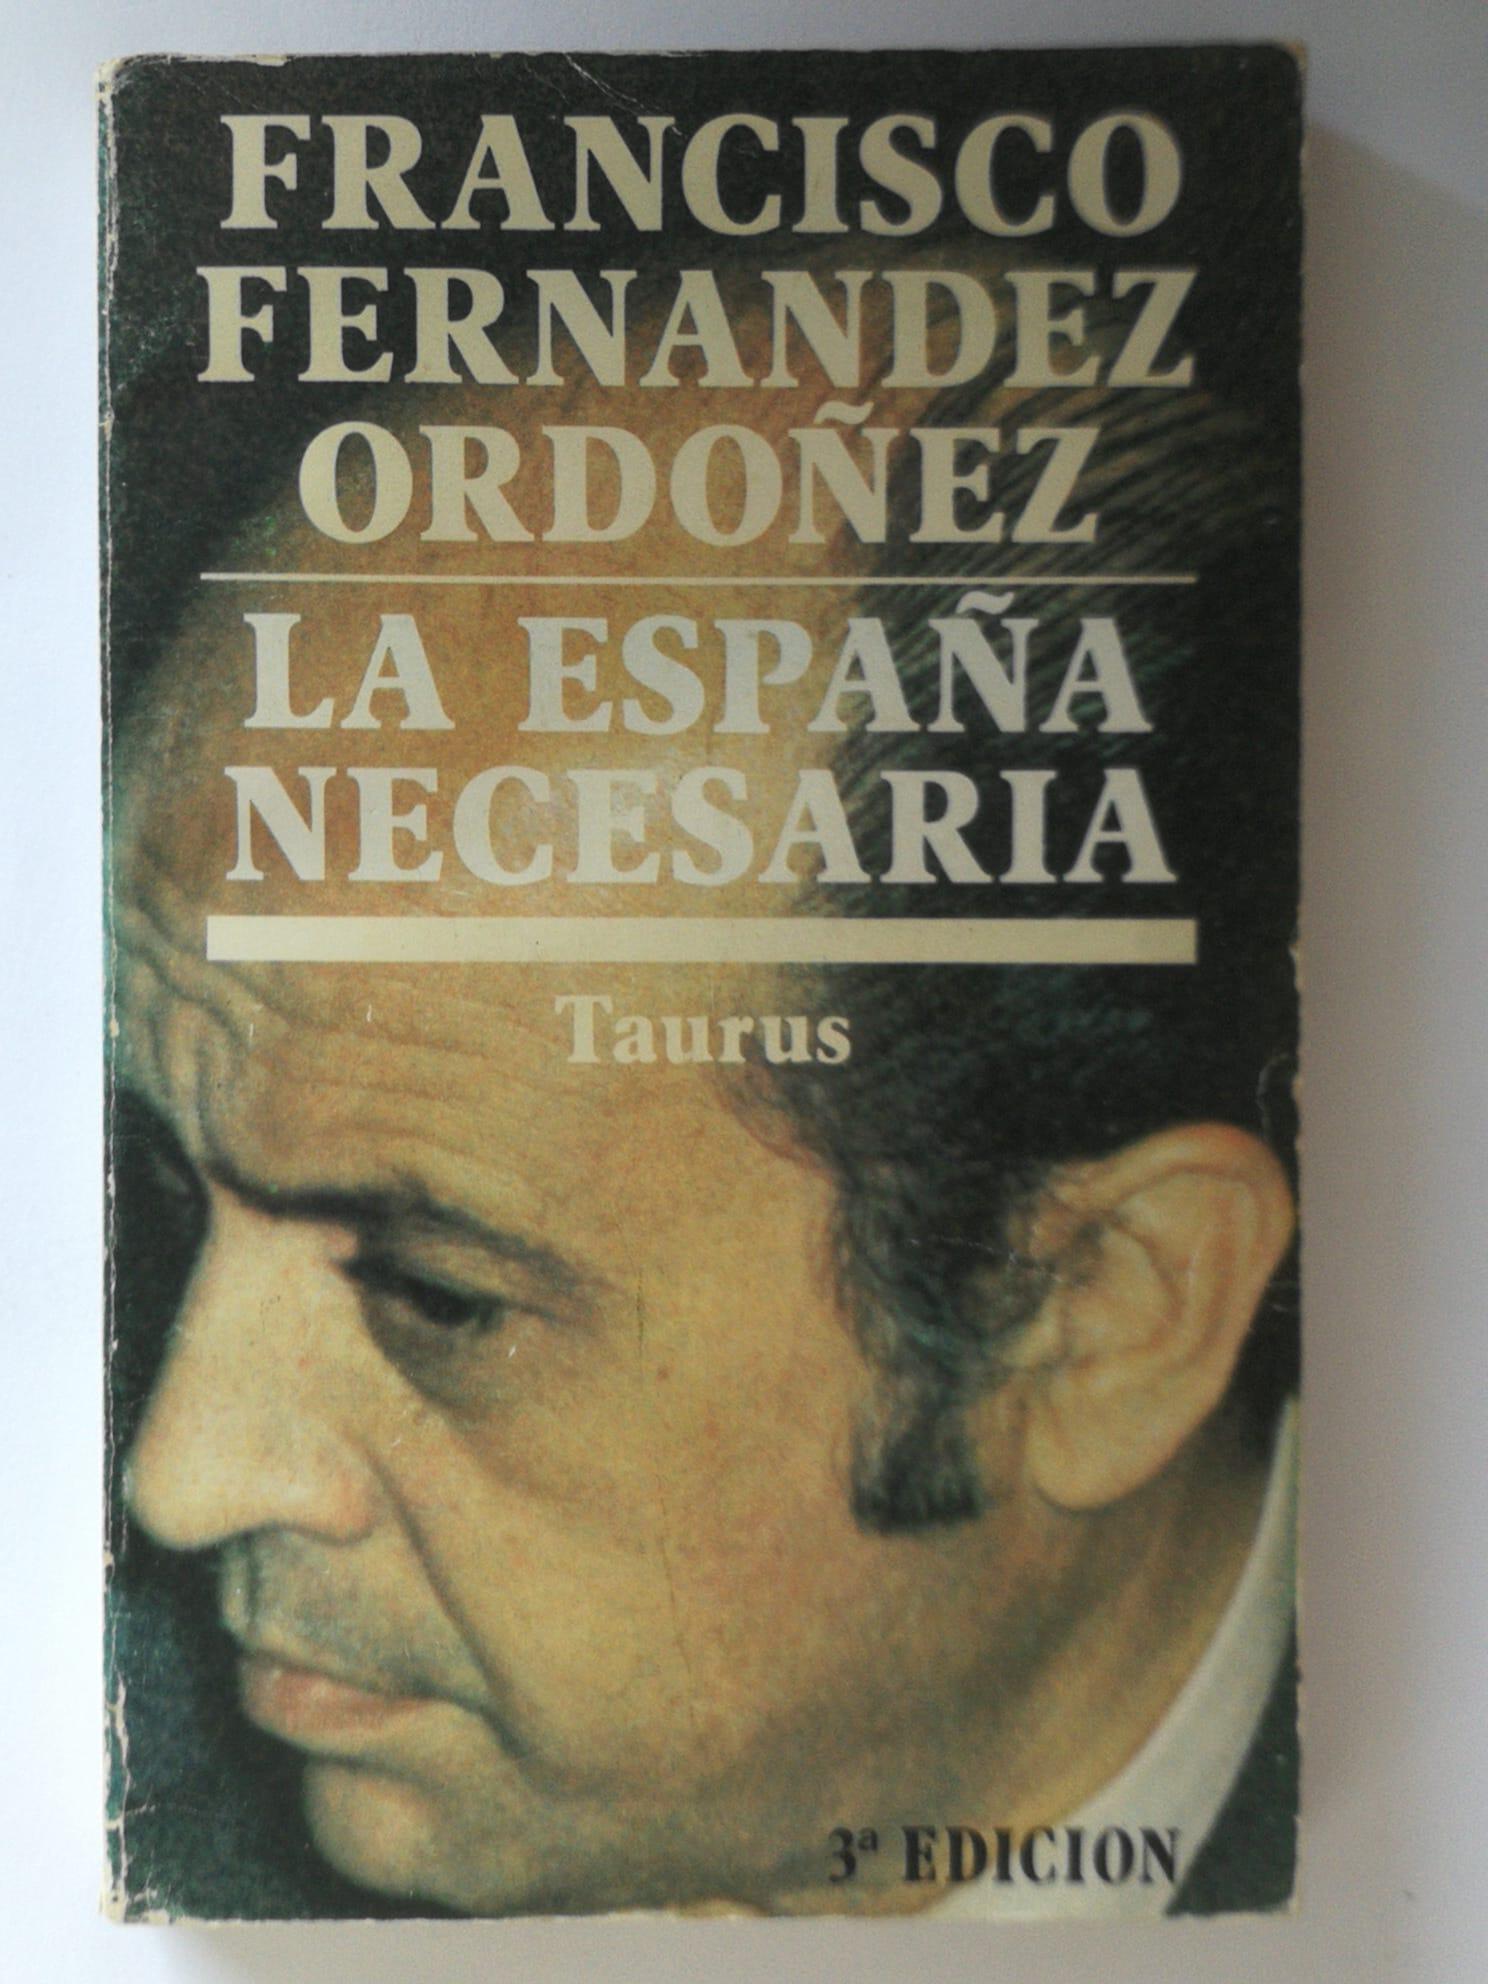 FRANCISCO
FERNANDEZ
ORDOÑEZ
LA ESPAÑA
NECESARIA
Taurus
3ª EDICION